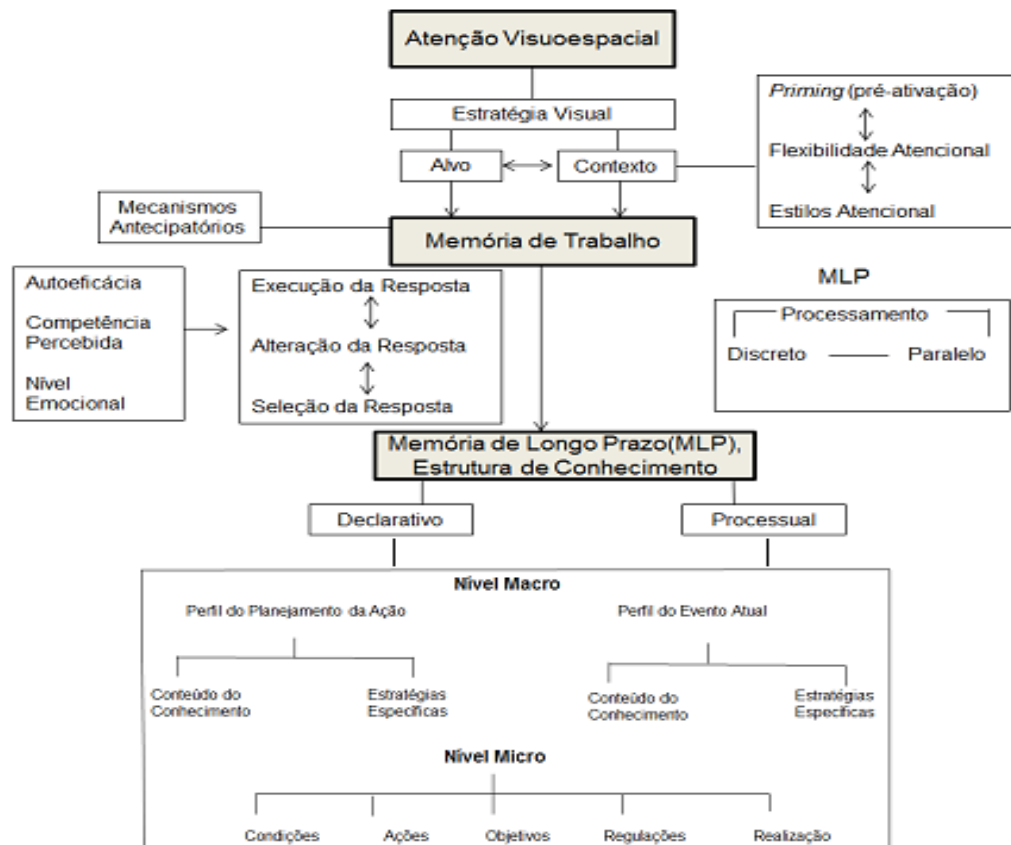 Atenção Visuoespacial
Estratégia Visual
Alvo
Contexto
Priming (pré-ativação)
Flexibilidade Atencional
Estilos Atencional
Mecanismos
Antecipatórios
Memória de Trabalho
Autoeficácia
Competência
Percebida
Nível
Emocional
Execução da Resposta
Alteração da Resposta
Seleção da Resposta
MLP
Processamento
Discreto
Paralelo
Memória de Longo Prazo(MLP),
Estrutura de Conhecimento
Declarativo
Processual
Nível Macro
Perfil do Planejamento da Ação
Perfil do Evento Atual
Conteúdo do
Conhecimento
Estratégias
Específicas
Conteúdo do
Conhecimento
Estratégias
Específicas
Nível Micro
Condições
Ações
Objetivos
Regulações
Realização